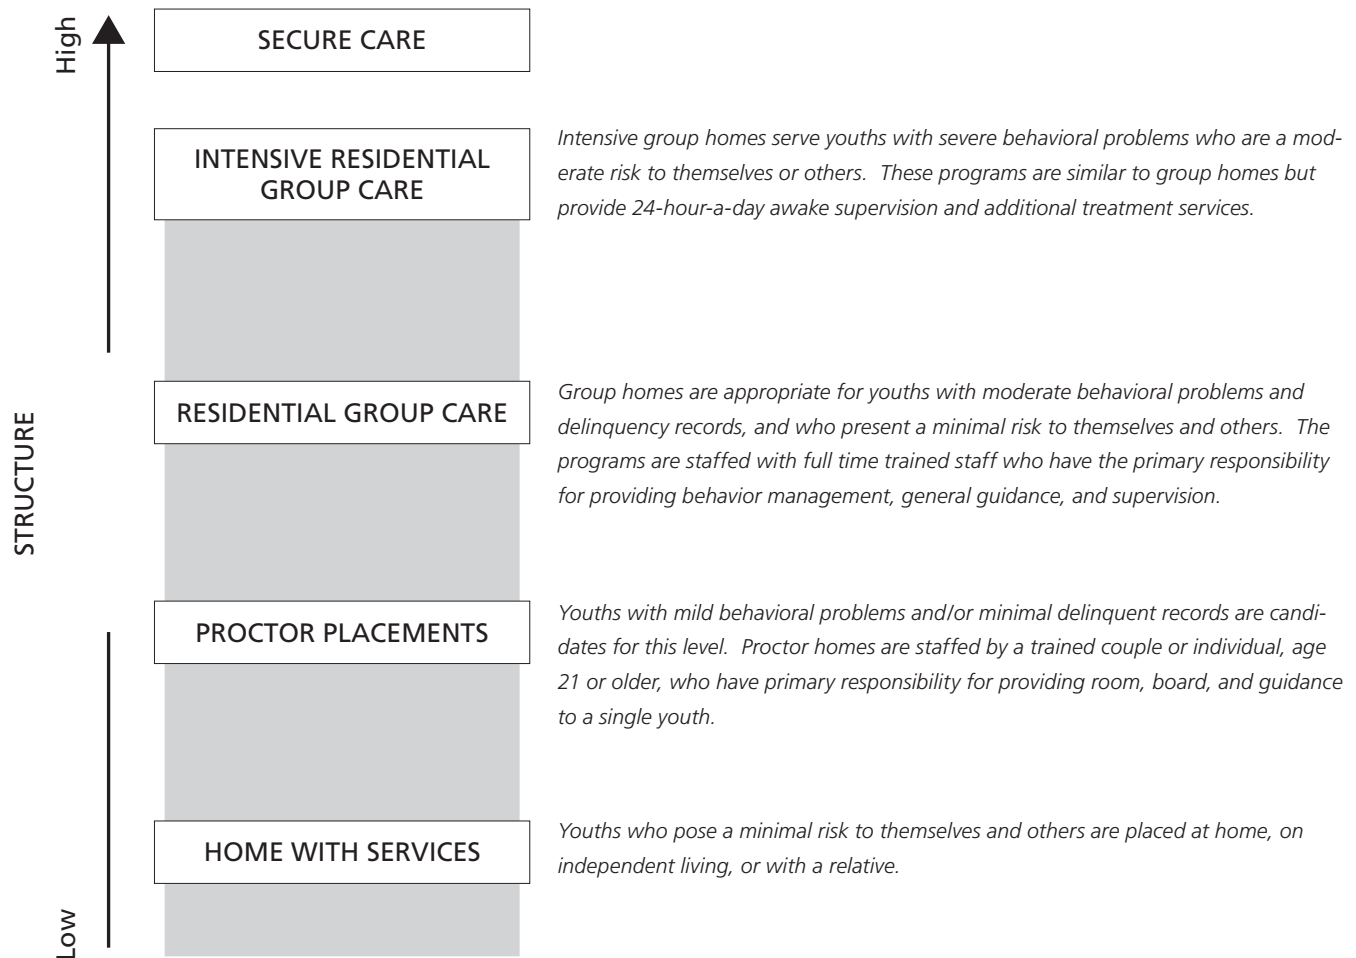 High
SECURE CARE
INTENSIVE RESIDENTIAL
GROUP CARE
Intensive group homes serve youths with severe behavioral problems who are a mod-
erate risk to themselves or others.  These programs are similar to group homes but
provide 24-hour-a-day awake supervision and additional treatment services.
STRUCTURE
RESIDENTIAL GROUP CARE
Group homes are appropriate for youths with moderate behavioral problems and
delinquency records, and who present a minimal risk to themselves and others.  The
programs are staffed with full time trained staff who have the primary responsibility
for providing behavior management, general guidance, and supervision.
PROCTOR PLACEMENTS
Youths with mild behavioral problems and/or minimal delinquent records are candi-
dates for this level.  Proctor homes are staffed by a trained couple or individual, age
21 or older, who have primary responsibility for providing room, board, and guidance
to a single youth.
HOME WITH SERVICES
Youths who pose a minimal risk to themselves and others are placed at home, on
independent living, or with a relative.
Low